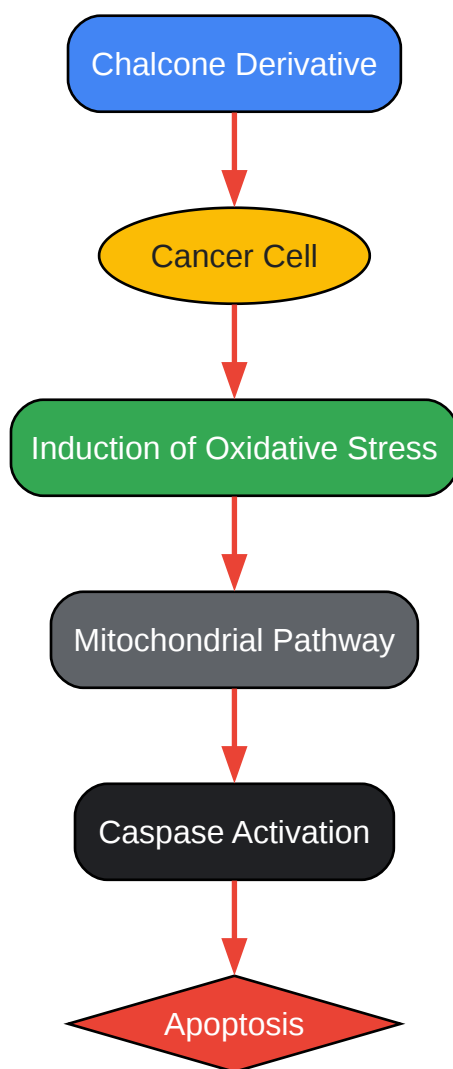 Chalcone Derivative
Cancer Cell
Induction of Oxidative Stress
Mitochondrial Pathway
Caspase Activation
Apoptosis